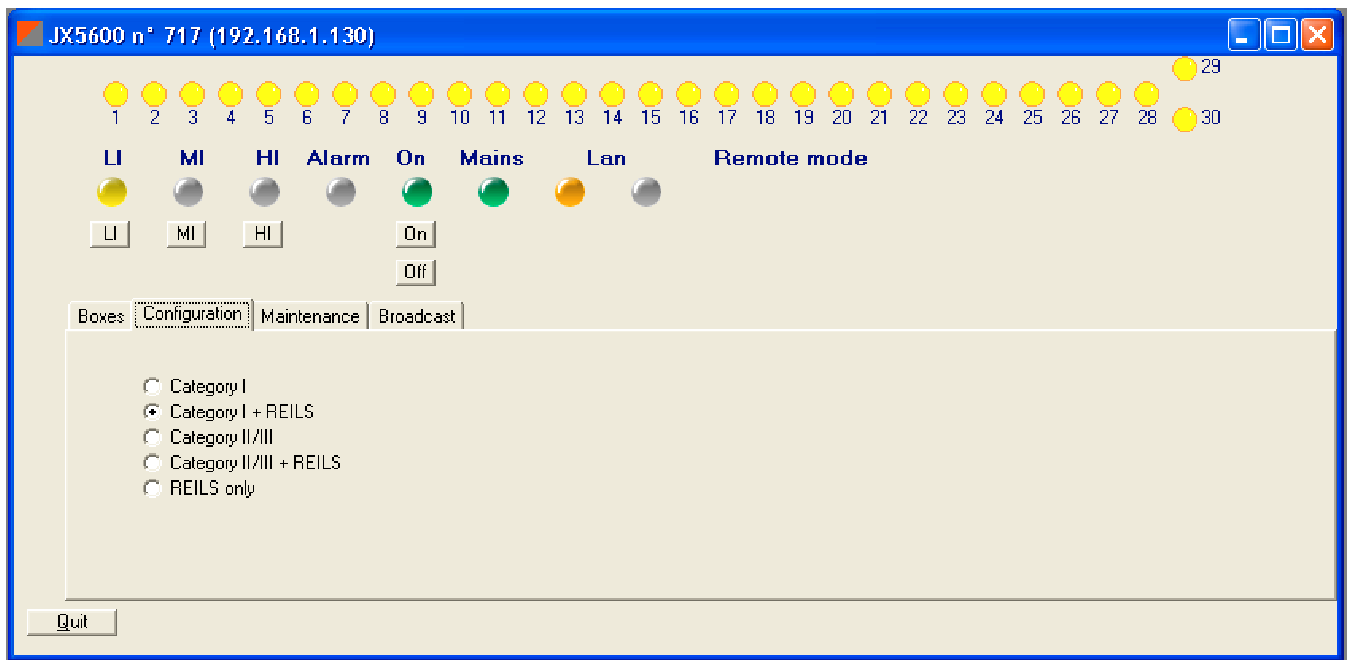 JX5600 n° 717 (192.168.1.130)
29
1 2 3 4 5 6 7 8 9 10 11 12 13 14 15 16 17 18 19 20 21 22 23 24 25 26 27 28 30
LI MI HI Alarm On Mains Lan Remote mode
LI MI HI On
Off
Boxes Configuration Maintenance Broadcast
Category I
Category I + REILS
Category II/III
Category II/III + REILS
REILS only
Quit